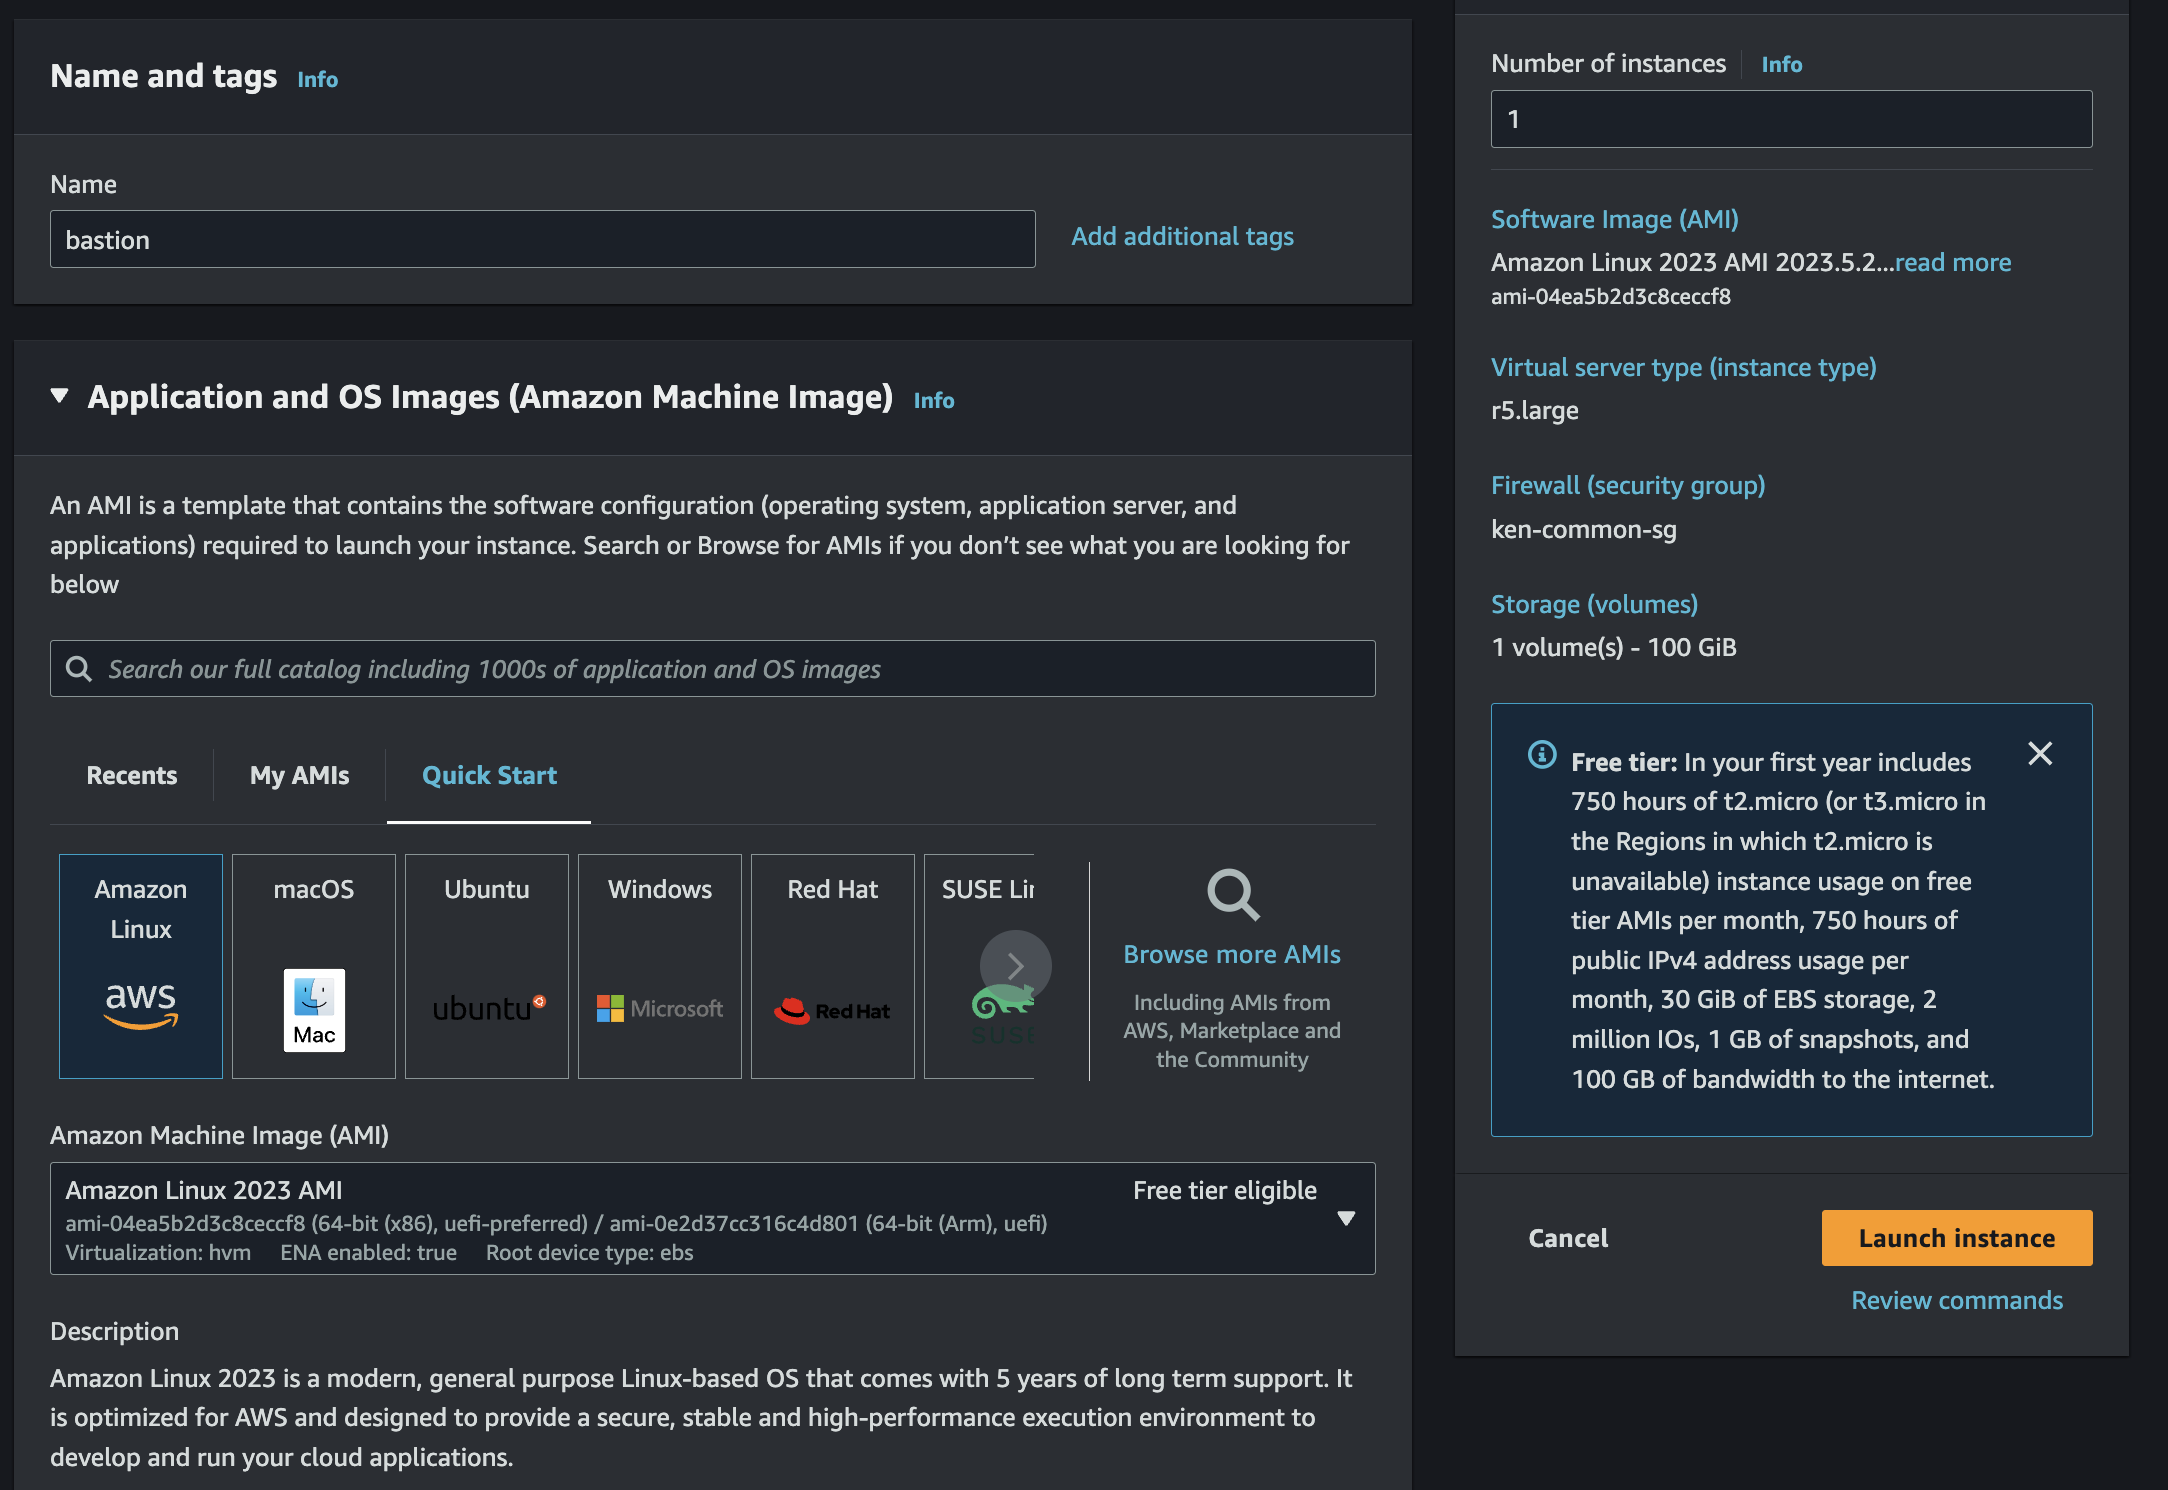 Name and tags Info
Name
bastion
Add additional tags
Application and OS Images (Amazon Machine Image) Info
An AMI is a template that contains the software configuration (operating system, application server, and
applications) required to launch your instance. Search or Browse for AMIs if you don’t see what you are looking for
below
Search our full catalog including 1000s of application and OS images
Recents
My AMIs
Quick Start
Amazon
Linux
aws
macOS
Mac
Ubuntu
ubuntu
Windows
Microsoft
Red Hat
Red Hat
SUSE Lin
SUSE
Browse more AMIs
Including AMIs from
AWS, Marketplace and
the Community
Amazon Machine Image (AMI)
Amazon Linux 2023 AMI
Free tier eligible
ami-04ea5b2d3c8ceccf8 (64-bit (x86), uefi-preferred) / ami-0e2d37cc316c4d801 (64-bit (Arm), uefi)
Virtualization: hvm ENA enabled: true Root device type: ebs
Description
Amazon Linux 2023 is a modern, general purpose Linux-based OS that comes with 5 years of long term support. It
is optimized for AWS and designed to provide a secure, stable and high-performance execution environment to
develop and run your cloud applications.
Number of instances Info
1
Software Image (AMI)
Amazon Linux 2023 AMI 2023.5.2...read more
ami-04ea5b2d3c8ceccf8
Virtual server type (instance type)
r5.large
Firewall (security group)
ken-common-sg
Storage (volumes)
1 volume(s) - 100 GiB
Free tier: In your first year includes
750 hours of t2.micro (or t3.micro in
the Regions in which t2.micro is
unavailable) instance usage on free
tier AMIs per month, 750 hours of
public IPv4 address usage per
month, 30 GiB of EBS storage, 2
million IOs, 1 GB of snapshots, and
100 GB of bandwidth to the internet.
Cancel
Launch instance
Review commands